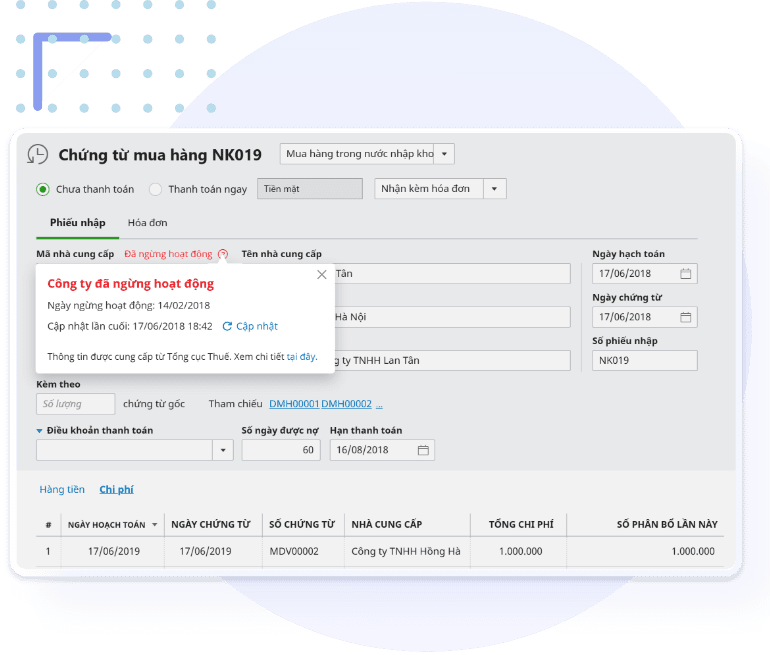 Chứng từ mua hàng NK019
Mua hàng trong nước nhập kho
Chưa thanh toán
Thanh toán ngay
Tiền mặt
Nhận kèm hóa đơn
Phiếu nhập
Hóa đơn
Mã nhà cung cấp
Đã ngừng hoạt động
Tên nhà cung cấp
Ngày hạch toán
Tân
17/06/2018
Công ty đã ngừng hoạt động
Ngày ngừng hoạt động: 14/02/2018
Cập nhật lần cuối: 17/06/2018 18:42
Cập nhật
Thông tin được cung cấp từ Tổng cục Thuế. Xem chi tiết tại đây.
Ngày chứng từ
Hà Nội
17/06/2018
Số phiếu nhập
g ty TNHH Lan Tân
NK019
Kèm theo
Số lượng
chứng từ gốc
Tham chiếu
DMH00001 DMH00002 ...
Điều khoản thanh toán
Số ngày được nợ
Hạn thanh toán
60
16/08/2018
Hàng tiền
Chi phí
# NGÀY HOẠCH TOÁN NGÀY CHỨNG TỪ SỐ CHỨNG TỪ NHÀ CUNG CẤP TỔNG CHI PHÍ SỐ PHÂN BỔ LẦN NÀY
1 17/06/2019 17/06/2019 MDV00002 Công ty TNHH Hồng Hà 1.000.000 1.000.000